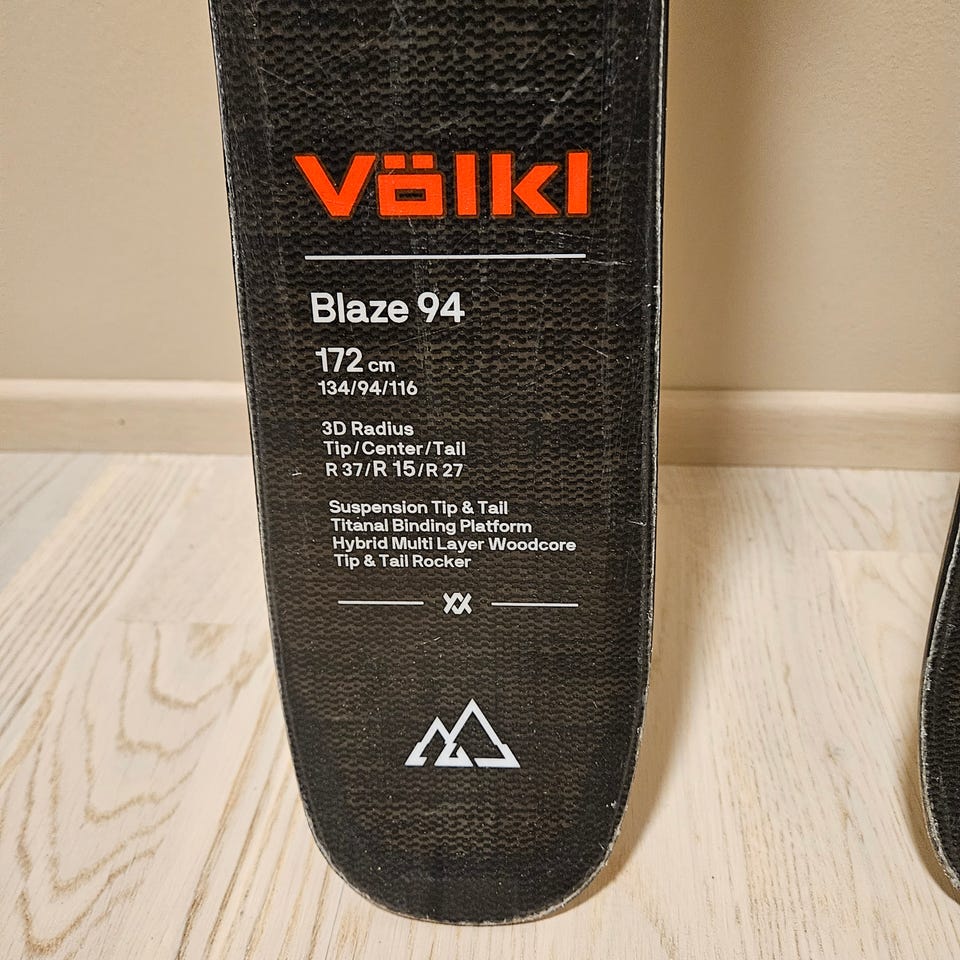 Völkl
Blaze 94
172 cm
134/94/116
3D Radius
Tip/Center/Tail
R 37/R 15/R 27
Suspension Tip & Tail
Titanal Binding Platform
Hybrid Multi Layer Woodcore
Tip & Tail Rocker